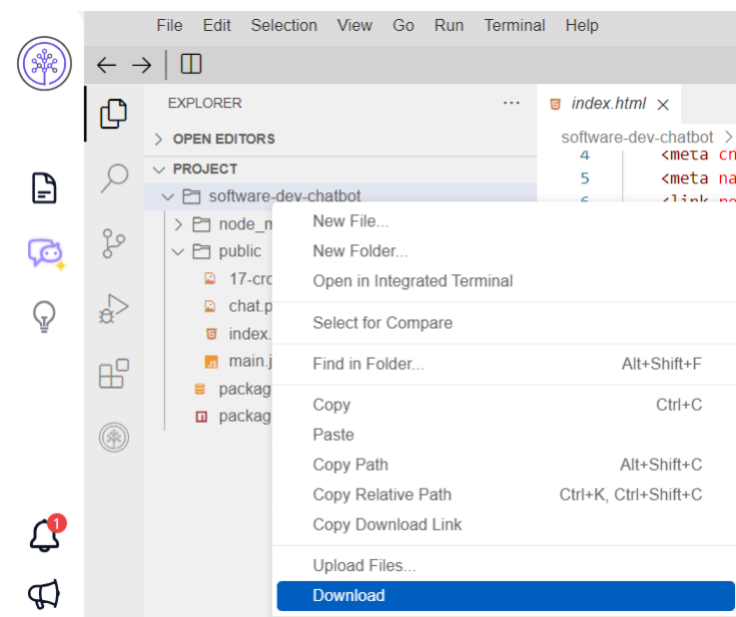 File Edit Selection View Go Run Terminal Help
EXPLORER ... index.html ×
OPEN EDITORS
software-dev-chatbot >
PROJECT
4 <meta
5 <meta
software-dev-chatbot
6
New File...
public
New Folder...
Open in Integrated Terminal
Select for Compare
Find in Folder... Alt+Shift+F
Copy Ctrl+C
Paste
Copy Path Alt+Shift+C
Copy Relative Path Ctrl+K, Ctrl+Shift+C
Copy Download Link
1
Upload Files...
Download